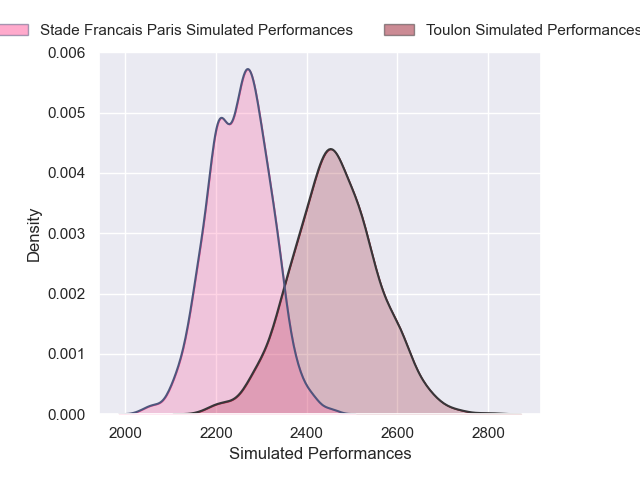 Stade Francais Paris Simulated Performances Toulon Simulated Performances
0.006
0.005
0.004
0.003
0.002
0.001
0.000
Density
2000 2200 2400 2600 2800
Simulated Performances